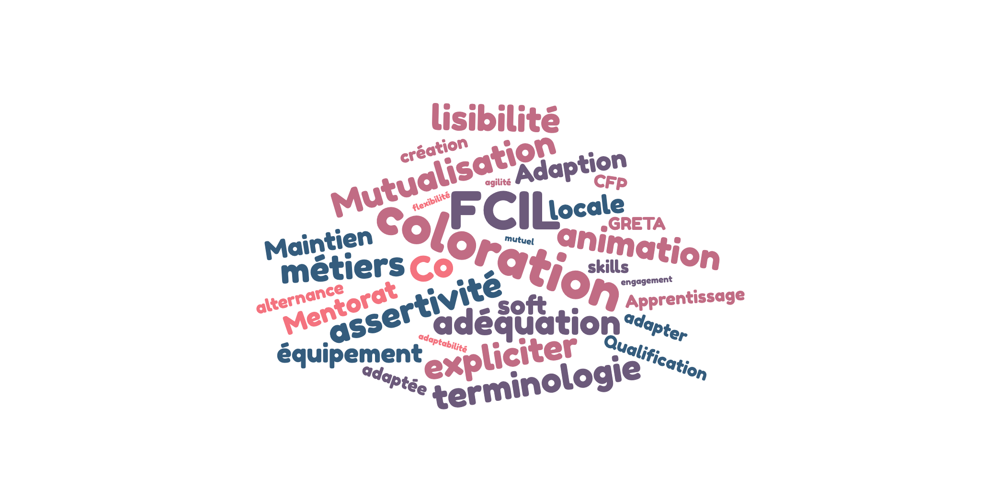 lisibilité
création
Mutualisation
Adaption
agilité
CFP
flexibilité
FCIL
locale
coloration
GRETA
animation
mutuel
Maintien
métiers
Co
skills
engagement
alternance
Mentorat
assertivité
soft
Apprentissage
adéquation
adapter
adaptabilité
Qualification
équipement
expliciter
adaptée
terminologie